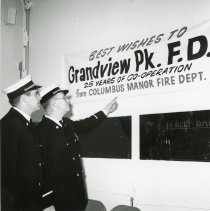 BEST WISHES TO
Grandview Pk. F.D.
25 YEARS OF CO-OPERATION
from COLUMBUS MANOR FIRE DEPT.